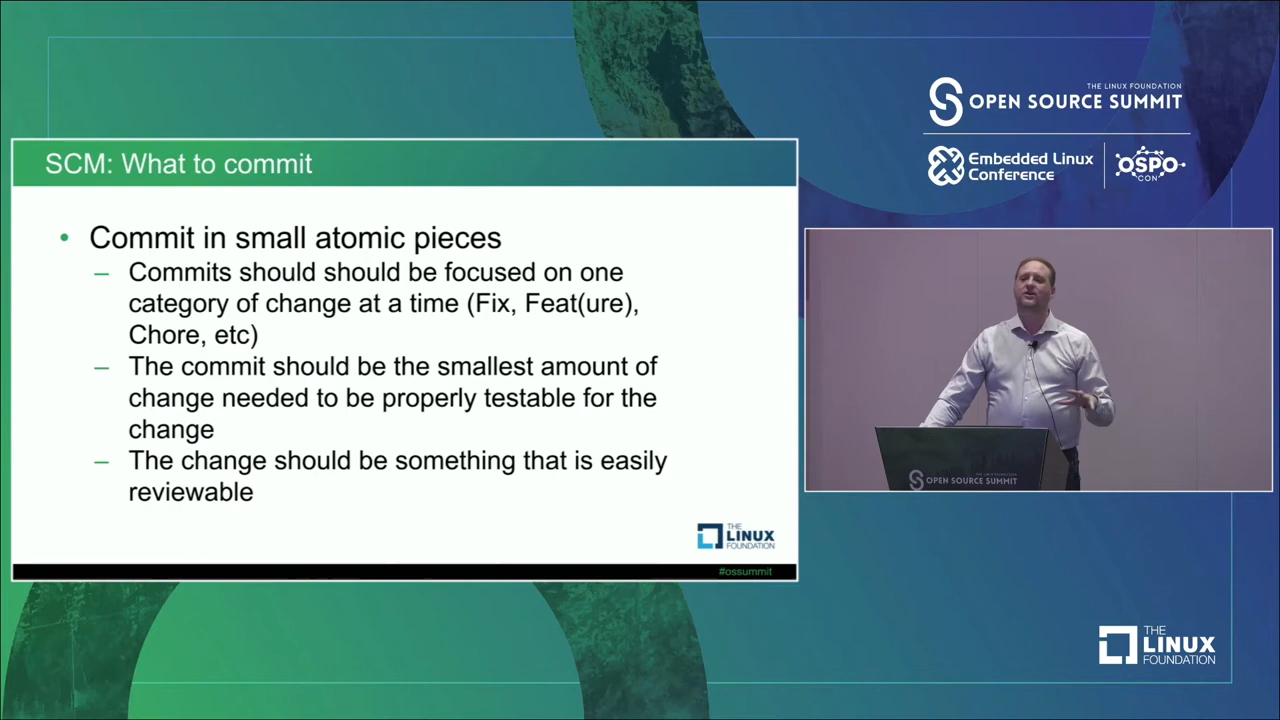 THE LINUX FOUNDATION
OPEN SOURCE SUMMIT
Embedded Linux
Conference
OSPO
CON
SCM: What to commit
• Commit in small atomic pieces
– Commits should should be focused on one
category of change at a time (Fix, Feat(ure),
Chore, etc)
– The commit should be the smallest amount of
change needed to be properly testable for the
change
– The change should be something that is easily
reviewable
THE
LINUX
FOUNDATION
#ossummit
OPEN SOURCE SUMMIT
THE
LINUX
FOUNDATION